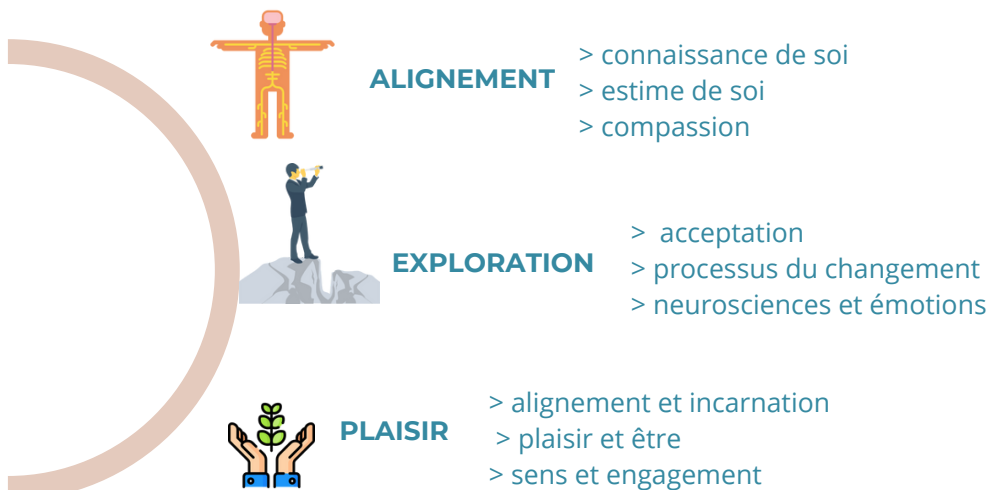 ALIGNEMENT
> connaissance de soi
> estime de soi
> compassion
EXPLORATION
> acceptation
> processus du changement
> neurosciences et émotions
PLAISIR
> alignement et incarnation
> plaisir et être
> sens et engagement